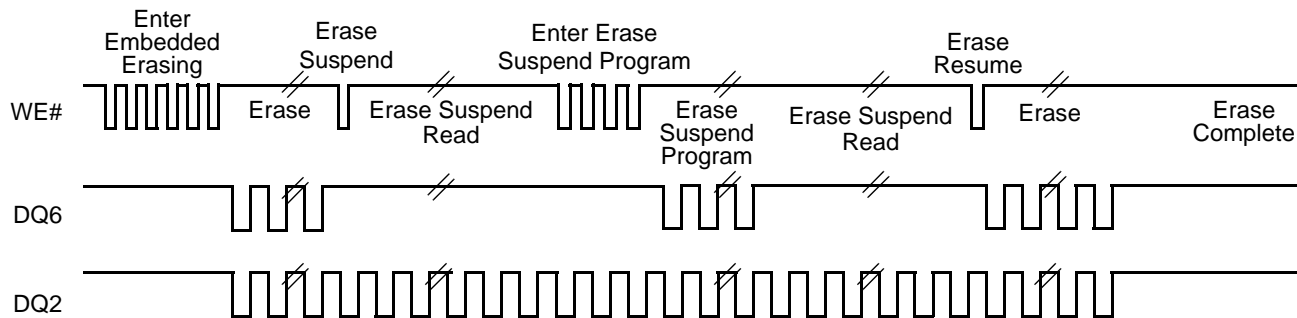 Enter
Embedded
Erasing
Erase
Suspend
Enter Erase
Suspend Program
Erase
Resume
WE#
Erase
Erase Suspend
Read
Erase
Suspend
Program
Erase Suspend
Read
Erase
Erase
Complete
DQ6
DQ2